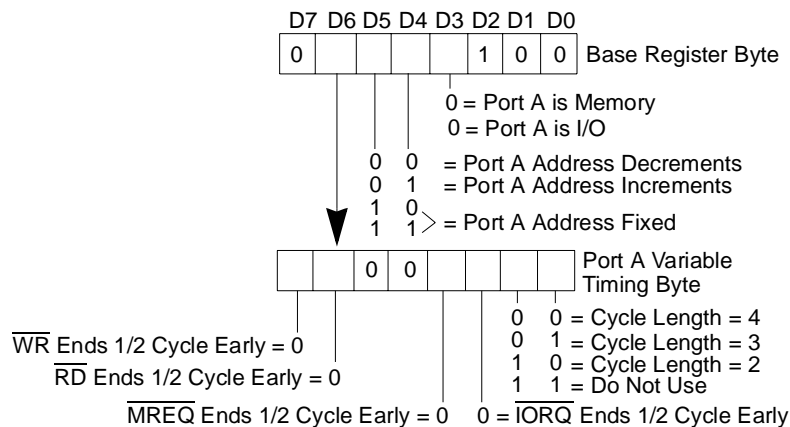 D7 D6 D5 D4 D3 D2 D1 D0
0 1 0 0 Base Register Byte
0 = Port A is Memory
0 = Port A is I/O
0 0 = Port A Address Decrements
0 1 = Port A Address Increments
1 0
1 1 > = Port A Address Fixed
0 0 Port A Variable
Timing Byte
0 0 = Cycle Length = 4
0 1 = Cycle Length = 3
1 0 = Cycle Length = 2
1 1 = Do Not Use
WR Ends 1/2 Cycle Early = 0
RD Ends 1/2 Cycle Early = 0
MREQ Ends 1/2 Cycle Early = 0 0 = IORQ Ends 1/2 Cycle Early